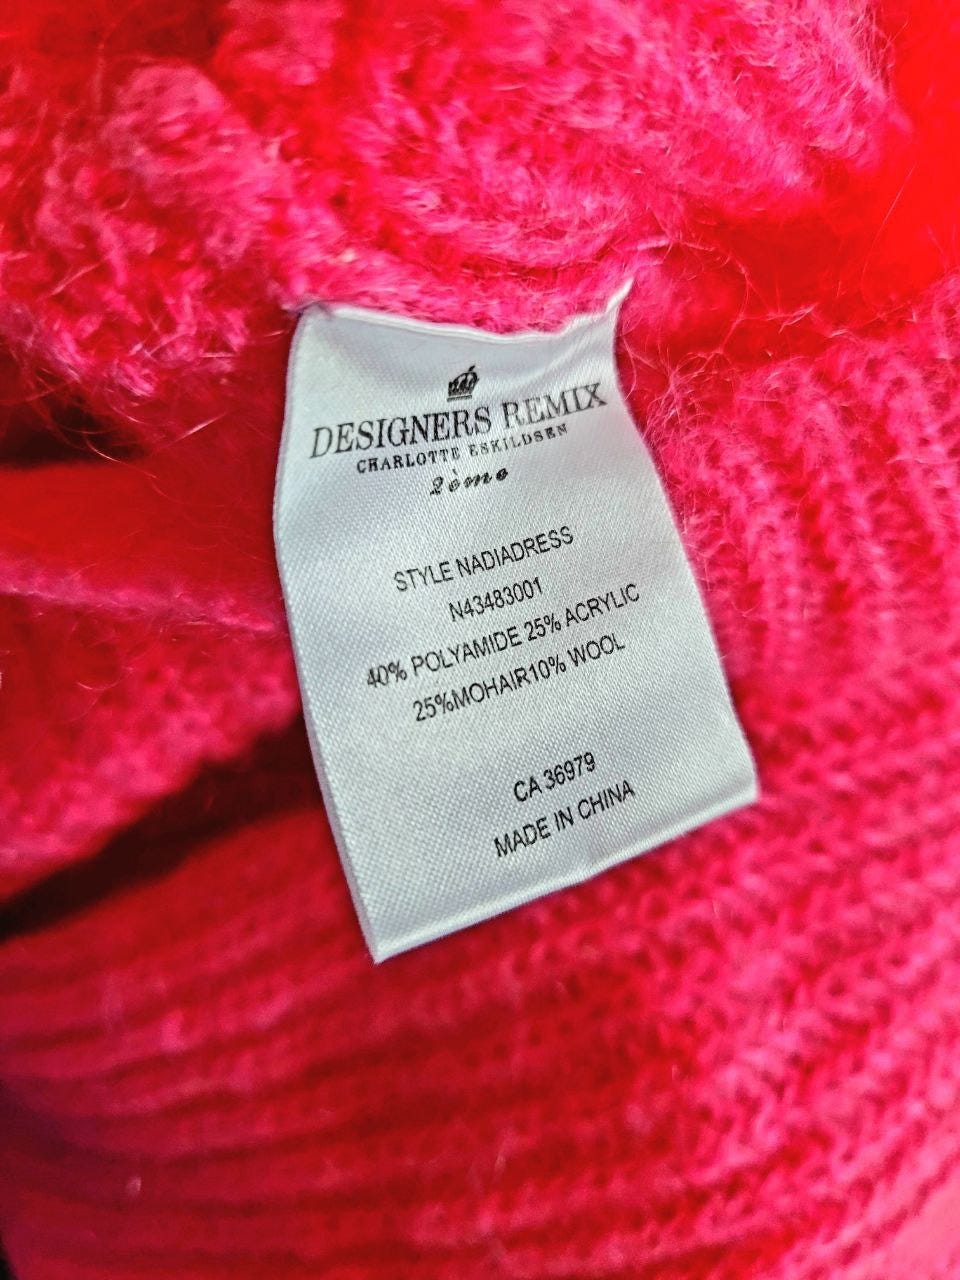 DESIGNERS REMIX
CHARLOTTE ESKILDSEN
2ème
STYLE NADIADRESS
N43483001
40% POLYAMIDE 25% ACRYLIC
25%MOHAIR10% WOOL
CA 36979
MADE IN CHINA